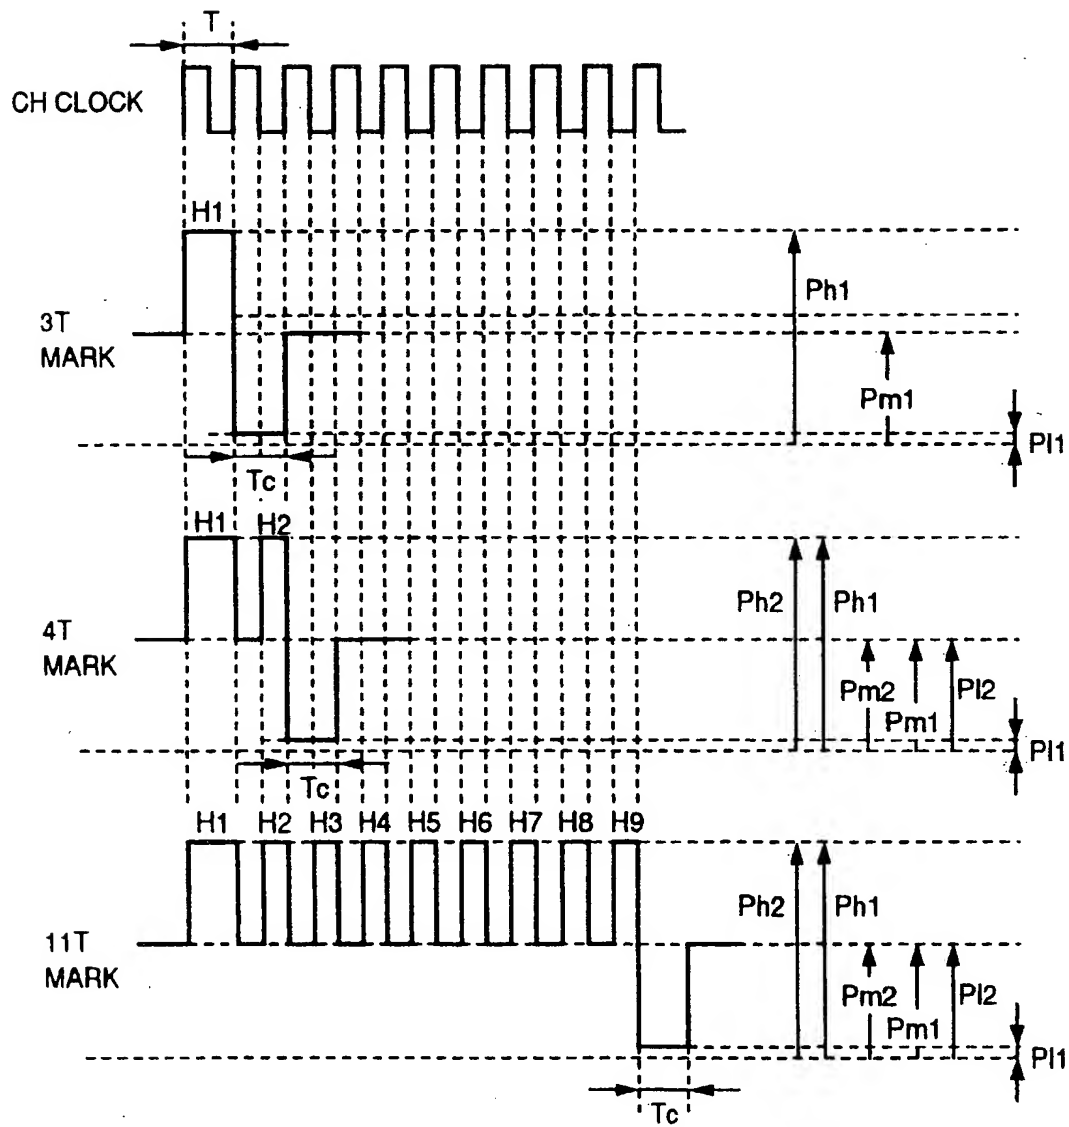 T
CH CLOCK
H1
Ph1
3T
MARK
Pm1
Pl1
Tc
H1 H2
Ph2 Ph1
4T
MARK
Pm2 Pm1 Pl2
Pl1
Tc
H1 H2 H3 H4 H5 H6 H7 H8 H9
Ph2 Ph1
11T
MARK
Pm2 Pm1 Pl2
Pl1
Tc